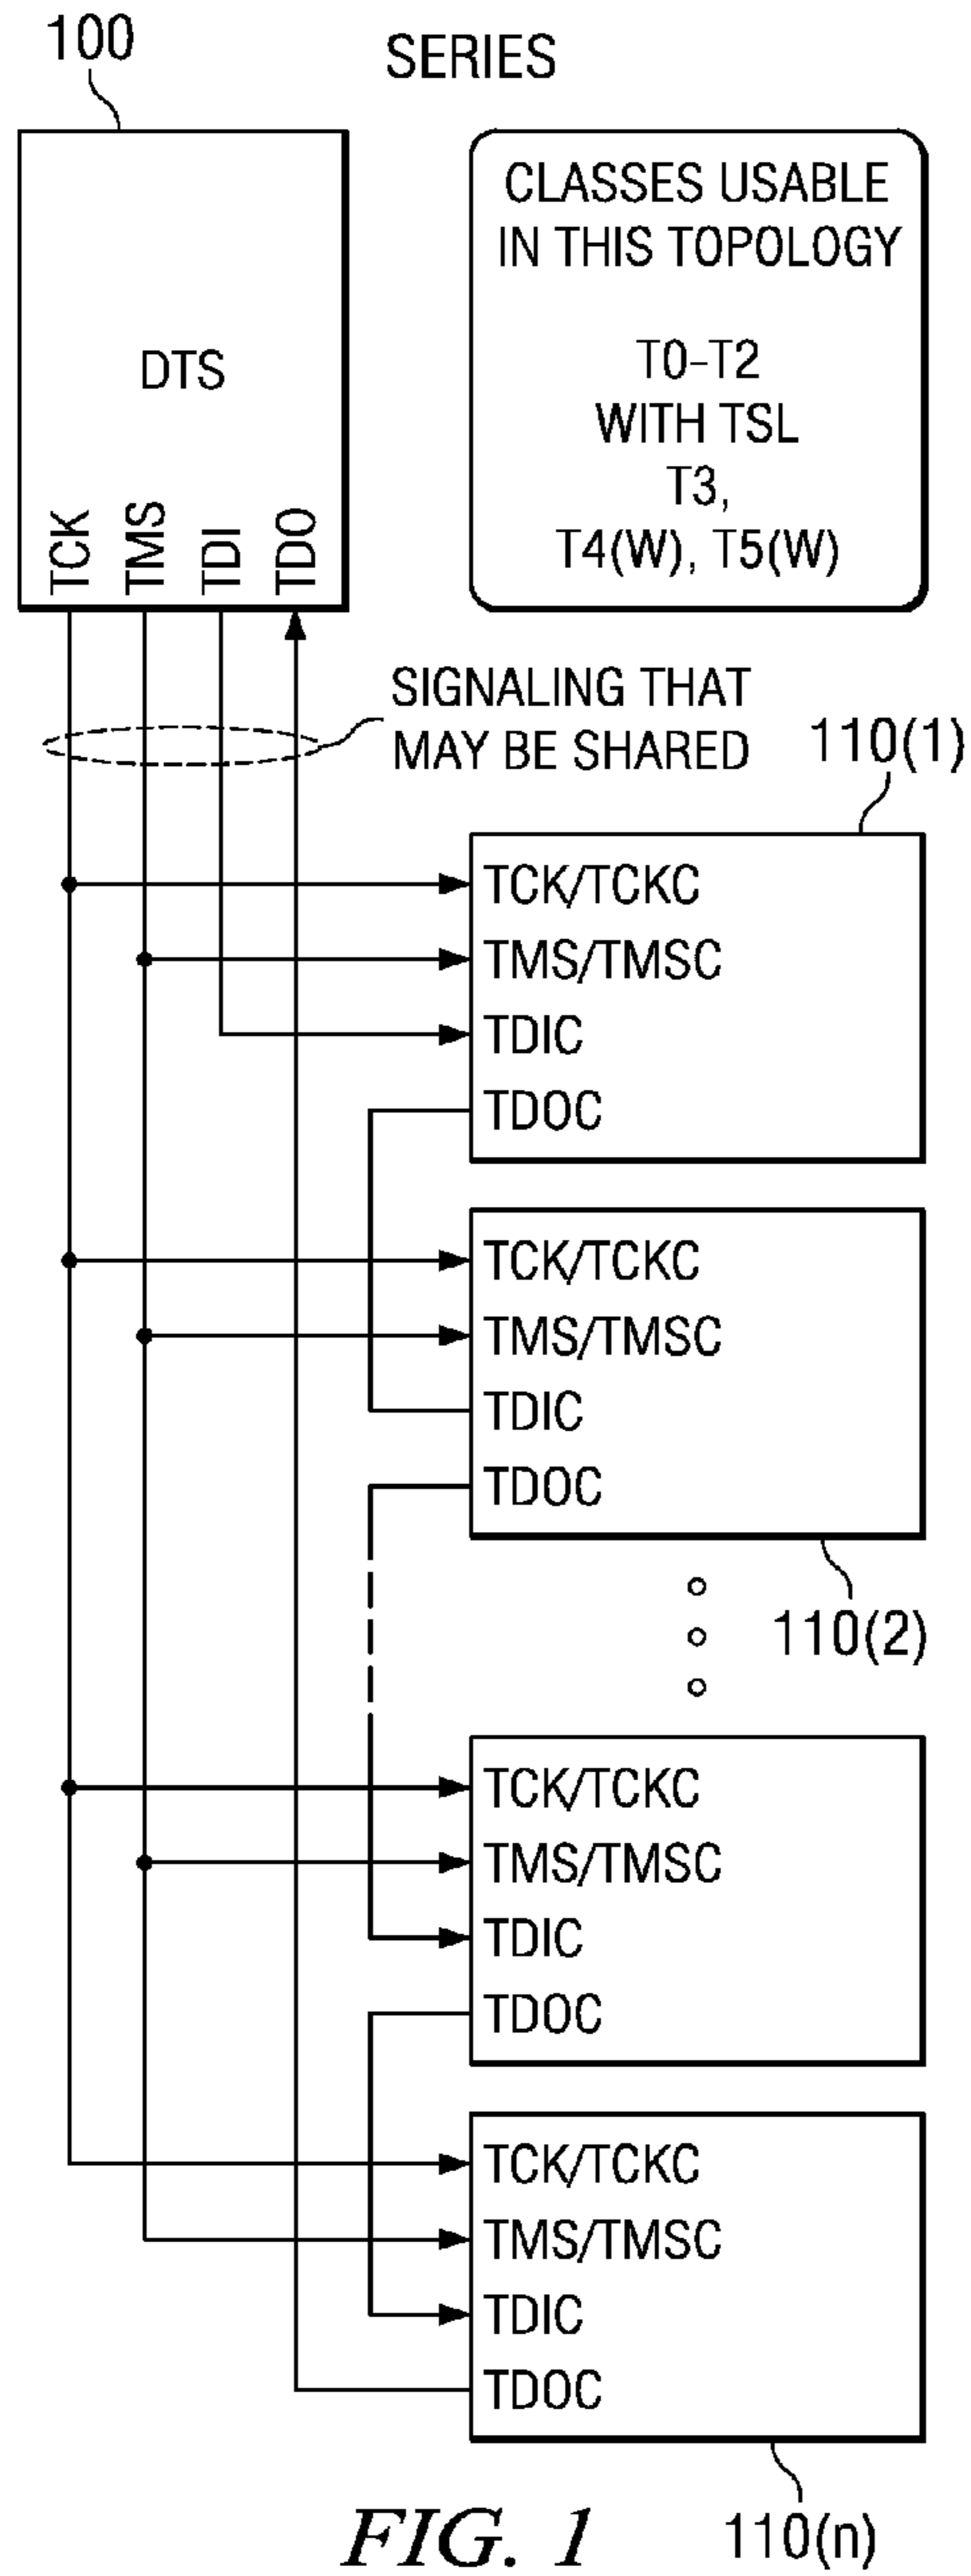 100
SERIES
CLASSES USABLE
IN THIS TOPOLOGY
T0-T2
WITH TSL
T3,
T4(W), T5(W)
DTS
TCK
TMS
TDI
TDO
SIGNALING THAT
MAY BE SHARED
110(1)
TCK/TCKC
TMS/TMSC
TDIC
TDOC
TCK/TCKC
TMS/TMSC
TDIC
TDOC
110(2)
TCK/TCKC
TMS/TMSC
TDIC
TDOC
TCK/TCKC
TMS/TMSC
TDIC
TDOC
110(n)
FIG. 1